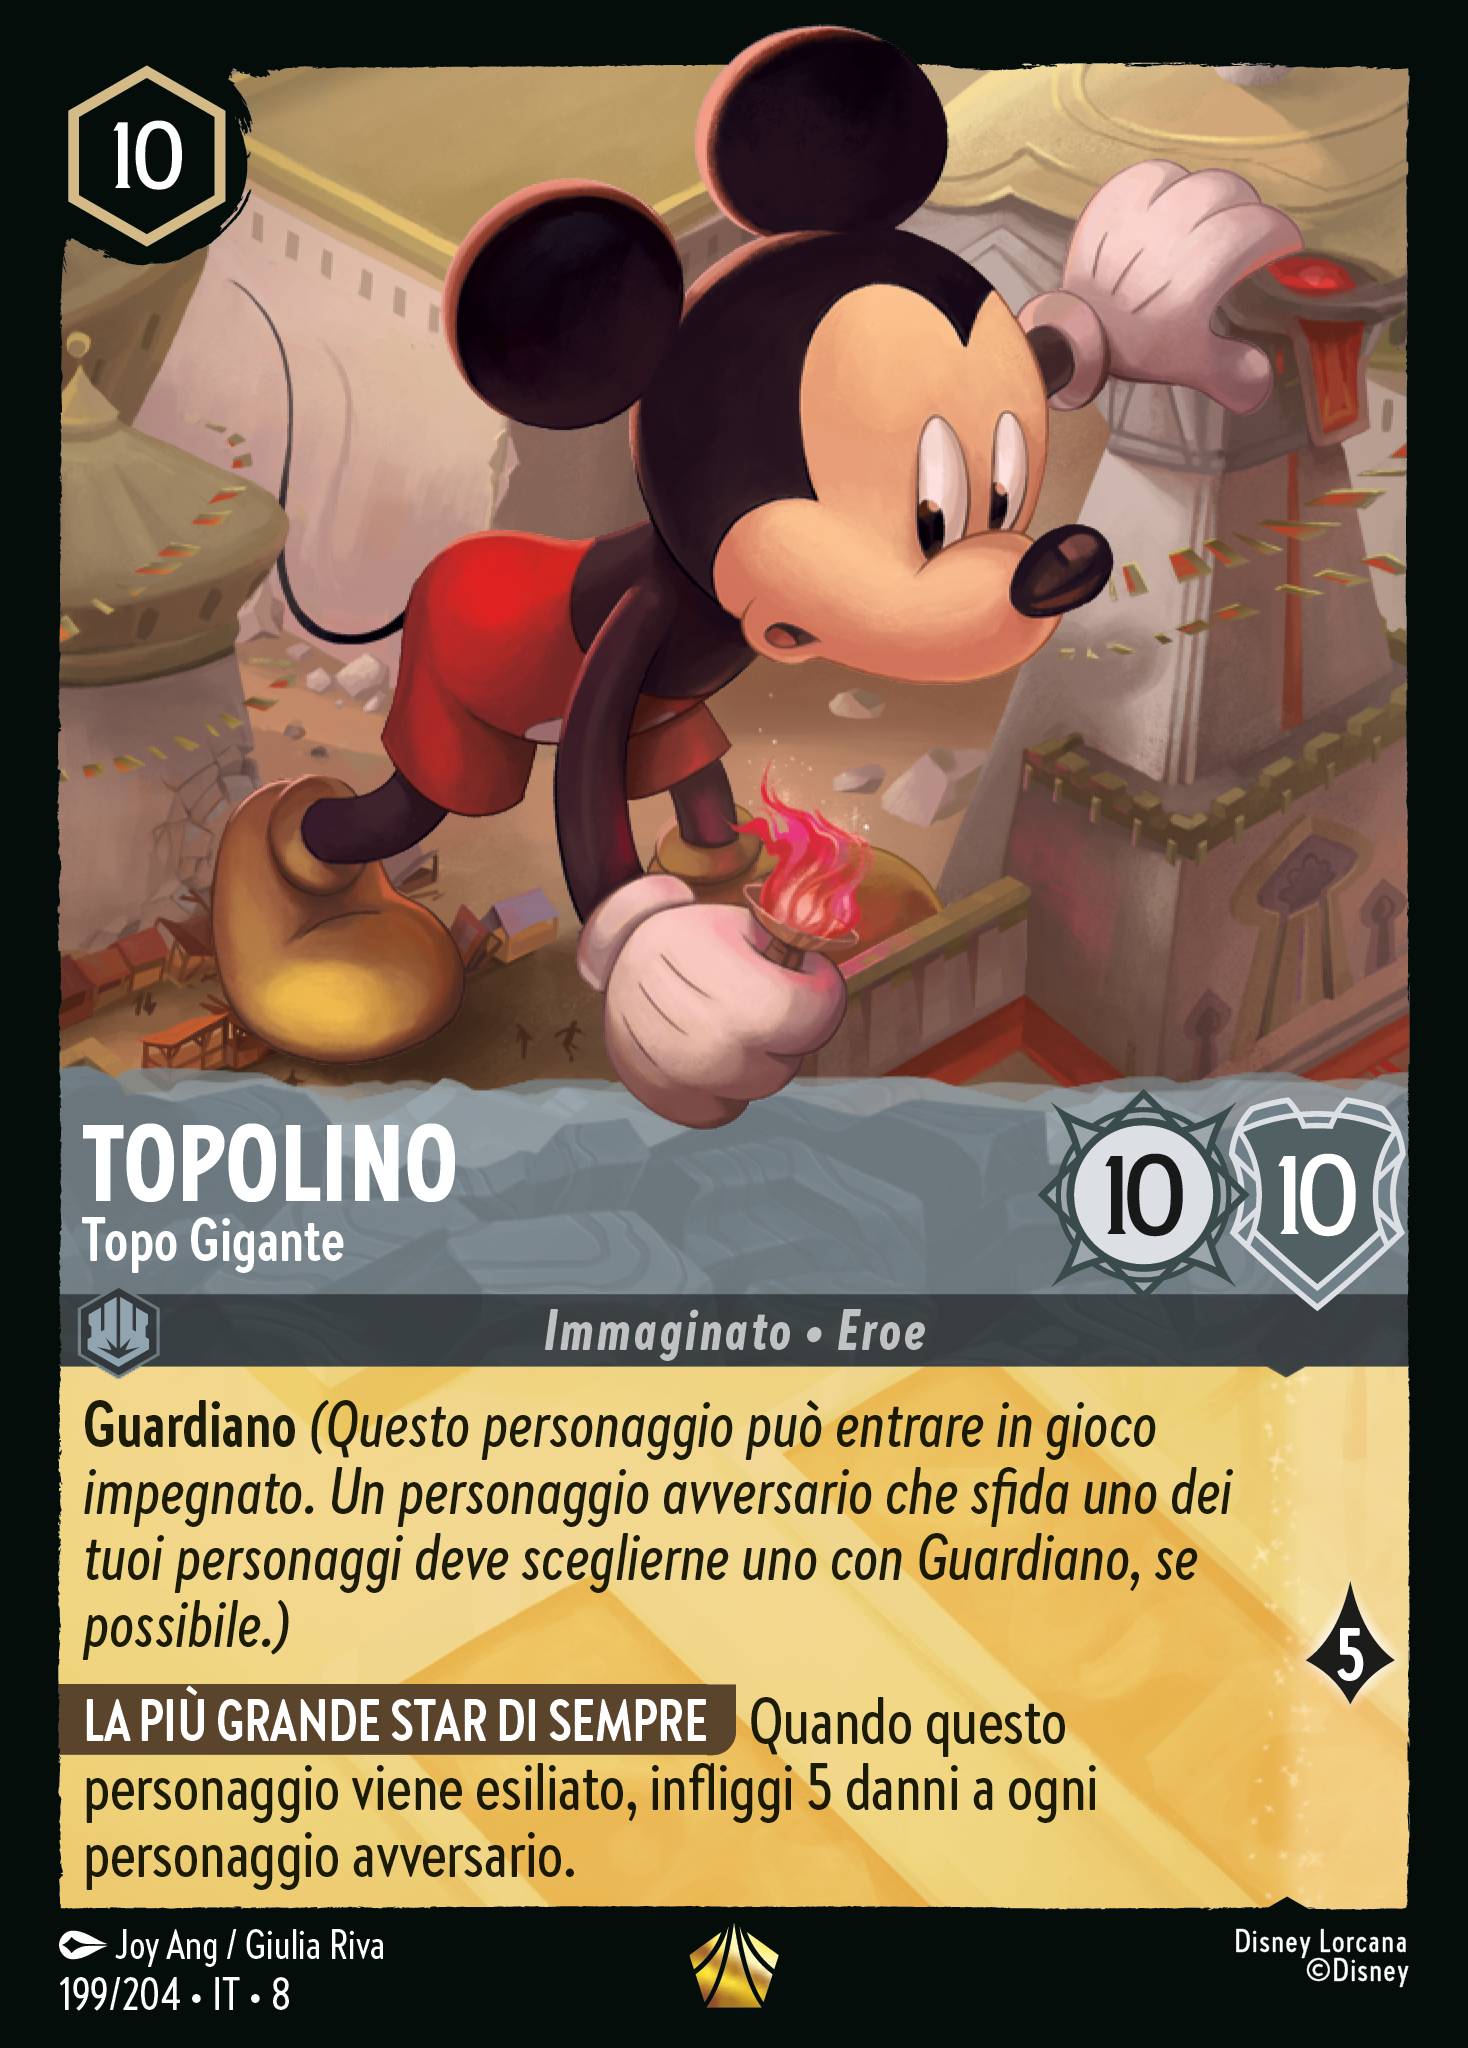 10
TOPOLINO
Topo Gigante
10
10
Immaginato • Eroe
Guardiano (Questo personaggio può entrare in gioco
impegnato. Un personaggio avversario che sfida uno dei
tuoi personaggi deve sceglierne uno con Guardiano, se
possibile.)
5
LA PIÙ GRANDE STAR DI SEMPRE Quando questo
personaggio viene esiliato, infliggi 5 danni a ogni
personaggio avversario.
Joy Ang / Giulia Riva
199/204 • IT • 8
Disney Lorcana
©Disney